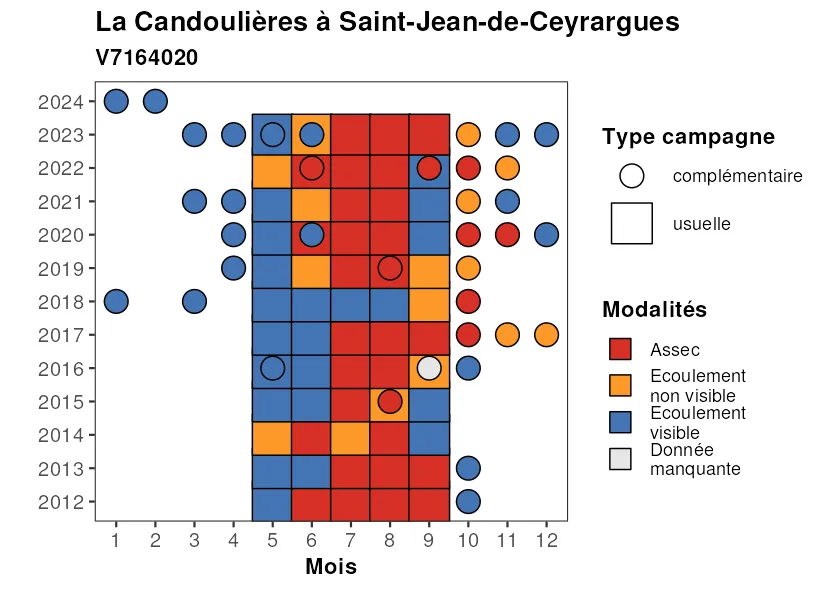 La Candoulières à Saint-Jean-de-Ceyrargues
V7164020
2024
2023
2022
2021
2020
2019
2018
2017
2016
2015
2014
2013
2012
1 2 3 4 5 6 7 8 9 10 11 12
Mois
Type campagne
complémentaire
usuelle
Modalités
Assec
Ecoulement
non visible
Ecoulement
visible
Donnée
manquante